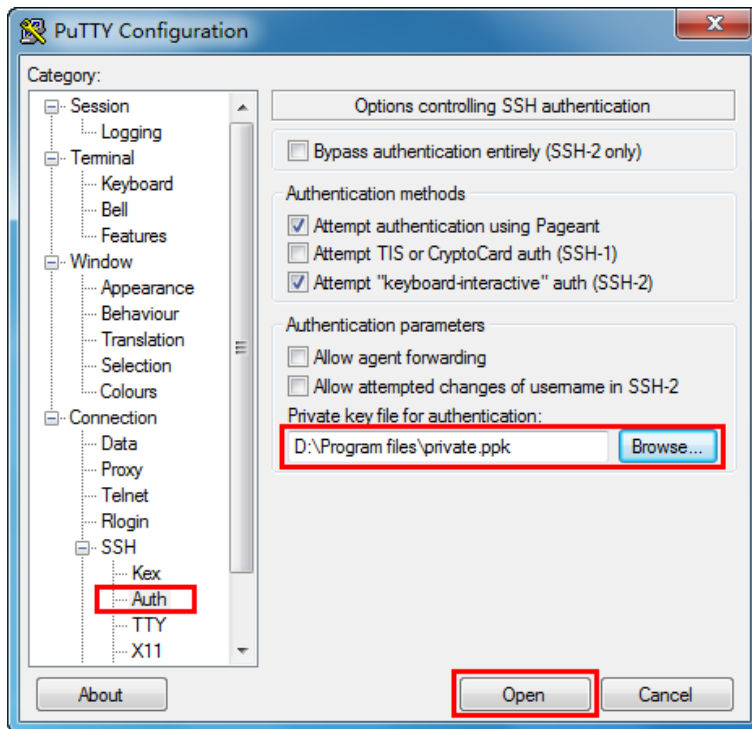 PuTTY Configuration
Category:
Session
Logging
Terminal
Keyboard
Bell
Features
Window
Appearance
Behaviour
Translation
Selection
Colours
Connection
Data
Proxy
Telnet
Rlogin
SSH
Kex
Auth
TTY
X11
Options controlling SSH authentication
Bypass authentication entirely (SSH-2 only)
Authentication methods
Attempt authentication using Pageant
Attempt TIS or CryptoCard auth (SSH-1)
Attempt "keyboard-interactive" auth (SSH-2)
Authentication parameters
Allow agent forwarding
Allow attempted changes of username in SSH-2
Private key file for authentication:
D:\Program files\private.ppk
Browse...
About
Open
Cancel